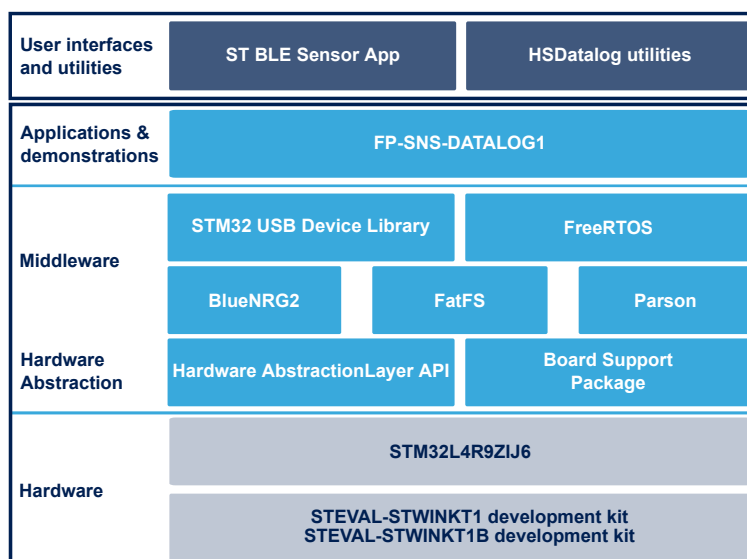 User interfaces
and utilities
ST BLE Sensor App
HSDatalog utilities
Applications &
demonstrations
FP-SNS-DATALOG1
Middleware
STM32 USB Device Library
FreeRTOS
BlueNRG2
FatFS
Parson
Hardware
Abstraction
Hardware AbstractionLayer API
Board Support
Package
Hardware
STM32L4R9ZIJ6
STEVAL-STWINKT1 development kit
STEVAL-STWINKT1B development kit